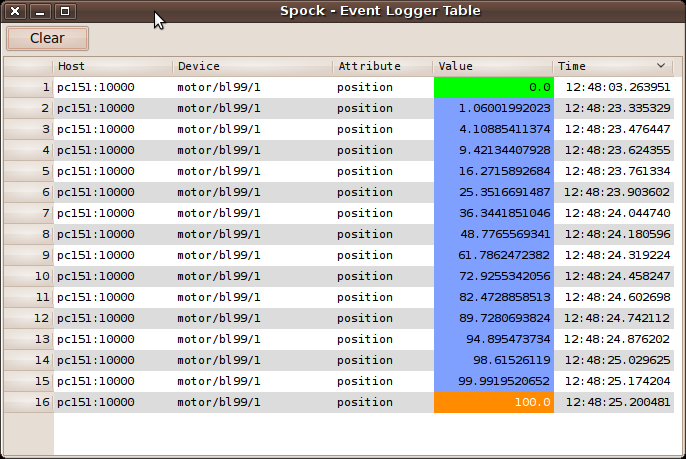 Spock - Event Logger Table
Clear
Host Device Attribute Value Time
1 pc151:10000 motor/bl99/1 position 0.0 12:48:03.263951
2 pc151:10000 motor/bl99/1 position 1.06001992023 12:48:23.335329
3 pc151:10000 motor/bl99/1 position 4.10885411374 12:48:23.476447
4 pc151:10000 motor/bl99/1 position 9.42134407928 12:48:23.624355
5 pc151:10000 motor/bl99/1 position 16.2715892684 12:48:23.761334
6 pc151:10000 motor/bl99/1 position 25.3516691487 12:48:23.903602
7 pc151:10000 motor/bl99/1 position 36.3441851046 12:48:24.044740
8 pc151:10000 motor/bl99/1 position 48.7765569341 12:48:24.180596
9 pc151:10000 motor/bl99/1 position 61.7862472382 12:48:24.319224
10 pc151:10000 motor/bl99/1 position 72.9255342056 12:48:24.458247
11 pc151:10000 motor/bl99/1 position 82.4728858513 12:48:24.602698
12 pc151:10000 motor/bl99/1 position 89.7280693824 12:48:24.742112
13 pc151:10000 motor/bl99/1 position 94.895473734 12:48:24.876202
14 pc151:10000 motor/bl99/1 position 98.61526119 12:48:25.029625
15 pc151:10000 motor/bl99/1 position 99.9919520652 12:48:25.174204
16 pc151:10000 motor/bl99/1 position 100.0 12:48:25.200481